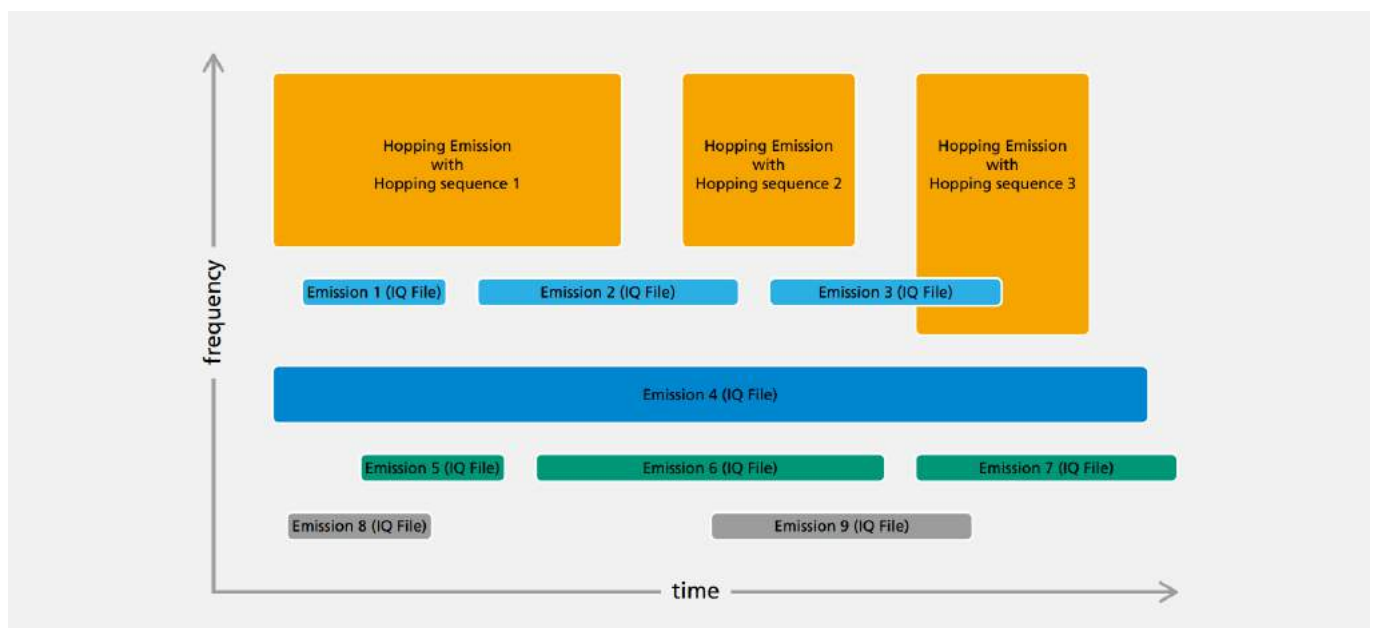 Hopping Emission
with
Hopping sequence 1
Hopping Emission
with
Hopping sequence 2
Hopping Emission
with
Hopping sequence 3
frequency
Emission 1 (IQ File)
Emission 2 (IQ File)
Emission 3 (IQ File)
Emission 4 (IQ File)
Emission 5 (IQ File)
Emission 6 (IQ File)
Emission 7 (IQ File)
Emission 8 (IQ File)
Emission 9 (IQ File)
time